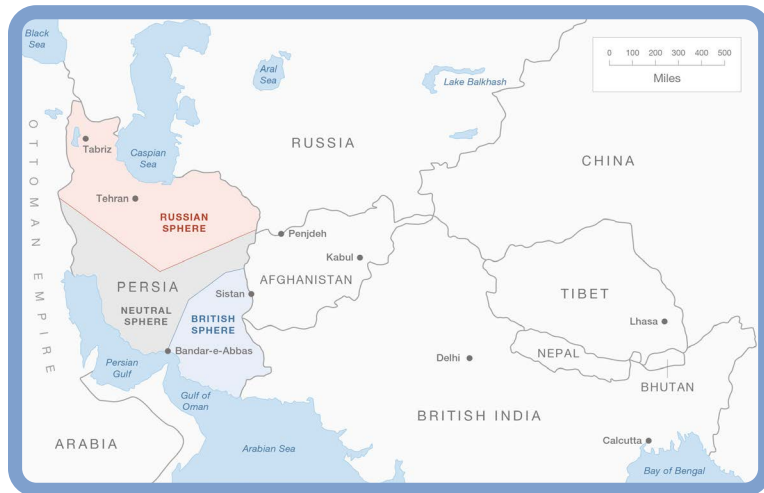 Black
Sea
Aral
Sea
Lake Balkhash
0 100 200 300 400 500
Miles
OTTOMAN EMPIRE
Tabriz
Caspian
Sea
RUSSIA
CHINA
Tehran
RUSSIAN
SPHERE
Penjdeh
Kabul
AFGHANISTAN
PERSIA
NEUTRAL
SPHERE
Sistan
BRITISH
SPHERE
TIBET
Lhasa
Bandar-e-Abbas
Persian
Gulf
Delhi
NEPAL
BHUTAN
Gulf of
Oman
BRITISH INDIA
ARABIA
Arabian Sea
Calcutta
Bay of Bengal